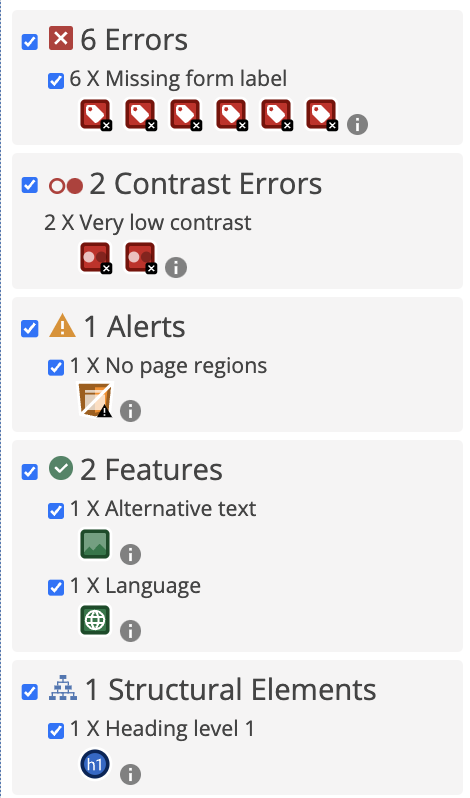 6 Errors
6 X Missing form label
2 Contrast Errors
2 X Very low contrast
1 Alerts
1 X No page regions
2 Features
1 X Alternative text
1 X Language
1 Structural Elements
1 X Heading level 1
h1